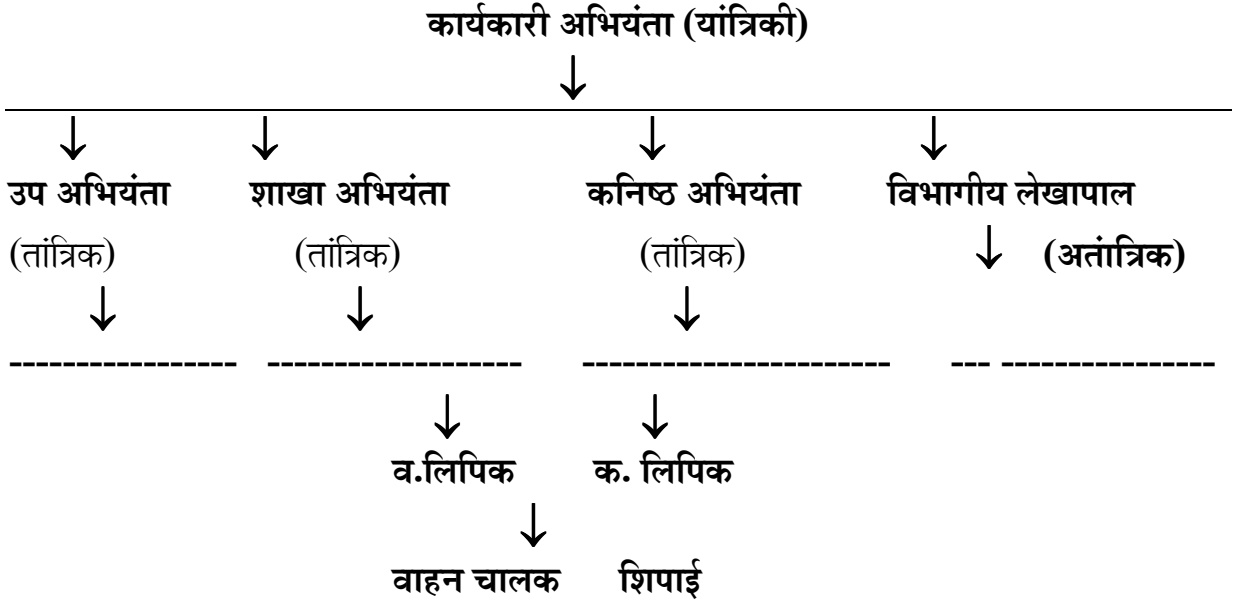 कार्यकारी अभियंता (यांत्रिकी)
उप अभियंता शाखा अभियंता कनिष्ठ अभियंता विभागीय लेखापाल
(तांत्रिक) (तांत्रिक) (तांत्रिक) (अतांत्रिक)
व.लिपिक क. लिपिक
वाहन चालक शिपाई